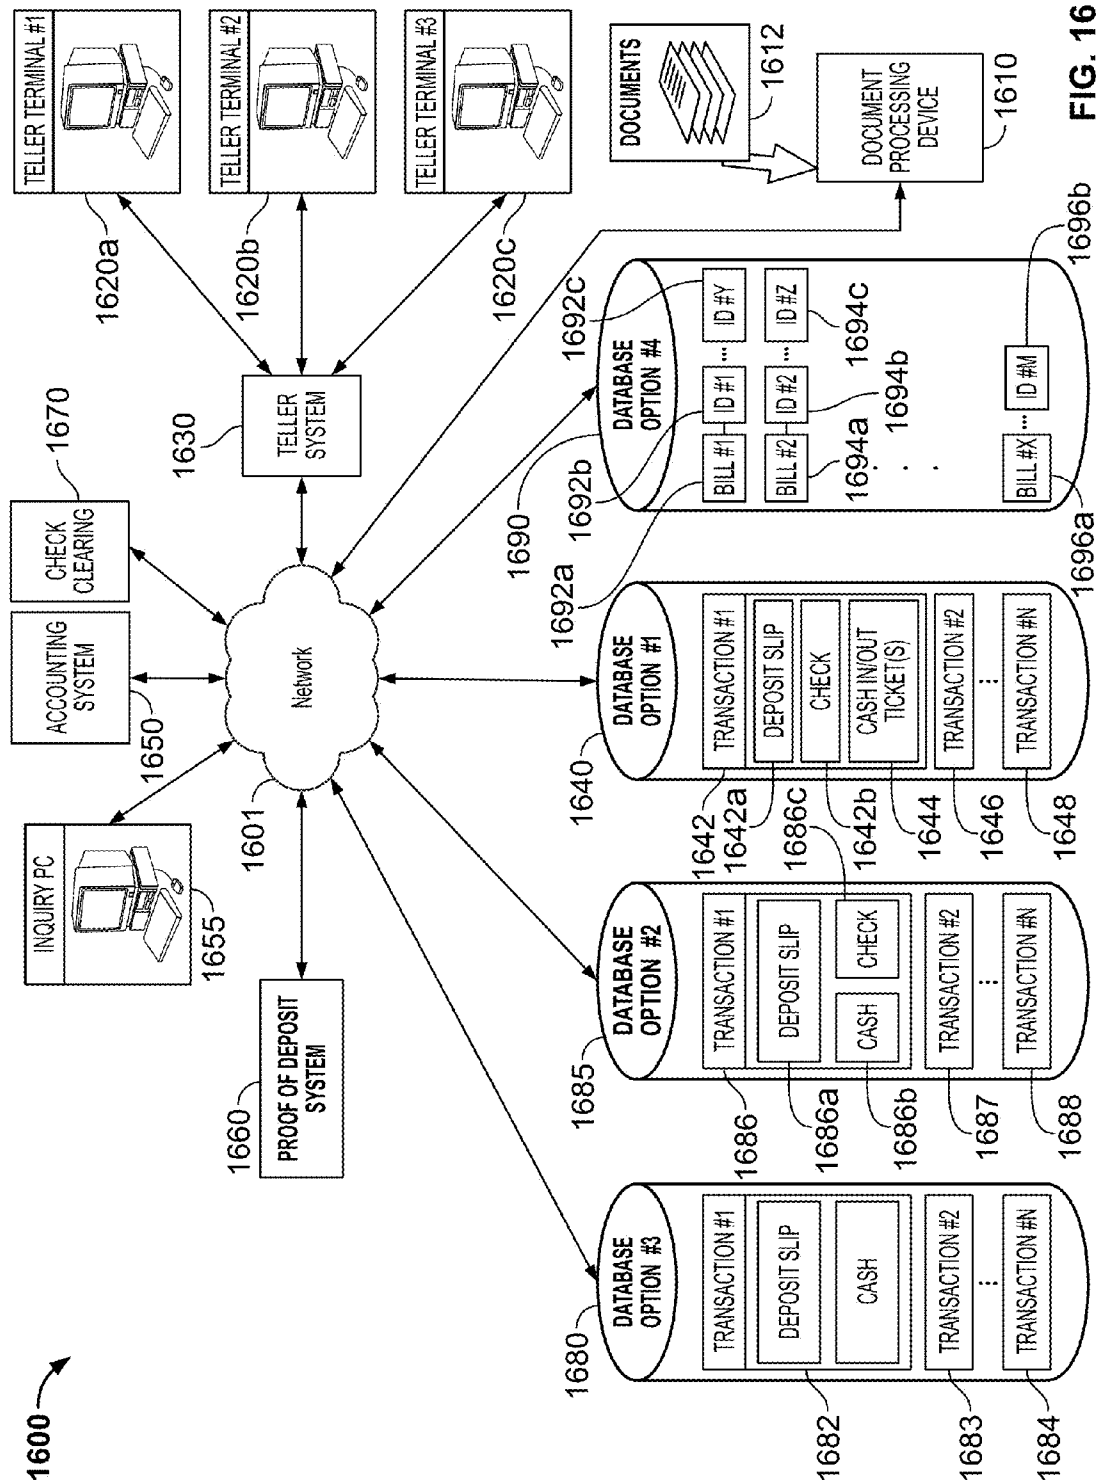 1600
INQUIRY PC
1655
ACCOUNTING
SYSTEM
1650
CHECK
CLEARING
1670
TELLER TERMINAL #1
1620a
TELLER TERMINAL #2
1620b
TELLER TERMINAL #3
1620c
TELLER
SYSTEM
1630
Network
1601
PROOF OF DEPOSIT
SYSTEM
1660
DOCUMENTS
1612
DOCUMENT
PROCESSING
DEVICE
1610
DATABASE
OPTION #3
1680
TRANSACTION #1
DEPOSIT SLIP
CASH
1682
TRANSACTION #2
1683
TRANSACTION #N
1684
DATABASE
OPTION #2
1685
TRANSACTION #1
1686
DEPOSIT SLIP
1686a
CASH
1686b
CHECK
1686c
TRANSACTION #2
1687
TRANSACTION #N
1688
DATABASE
OPTION #1
1640
TRANSACTION #1
1642
DEPOSIT SLIP
1642a
CHECK
1642b
CASH IN/OUT
TICKET(S)
1644
TRANSACTION #2
1646
TRANSACTION #N
1648
DATABASE
OPTION #4
1690
BILL #1
ID #1
...
ID #Y
1692a
1692b
1692c
BILL #2
ID #2
...
ID #Z
1694a
1694b
1694c
BILL #X
...
ID #M
1696a
1696b
FIG. 16